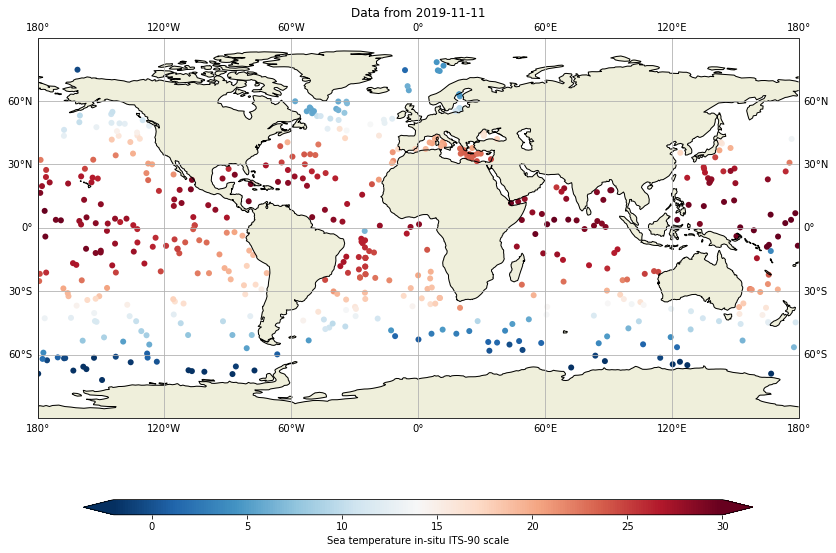 Data from 2019-11-11
180° 120°W 60°W 0° 60°E 120°E 180°
60°N 60°N
30°N 30°N
0° 0°
30°S 30°S
60°S 60°S
180° 120°W 60°W 0° 60°E 120°E 180°
0 5 10 15 20 25 30
Sea temperature in-situ ITS-90 scale